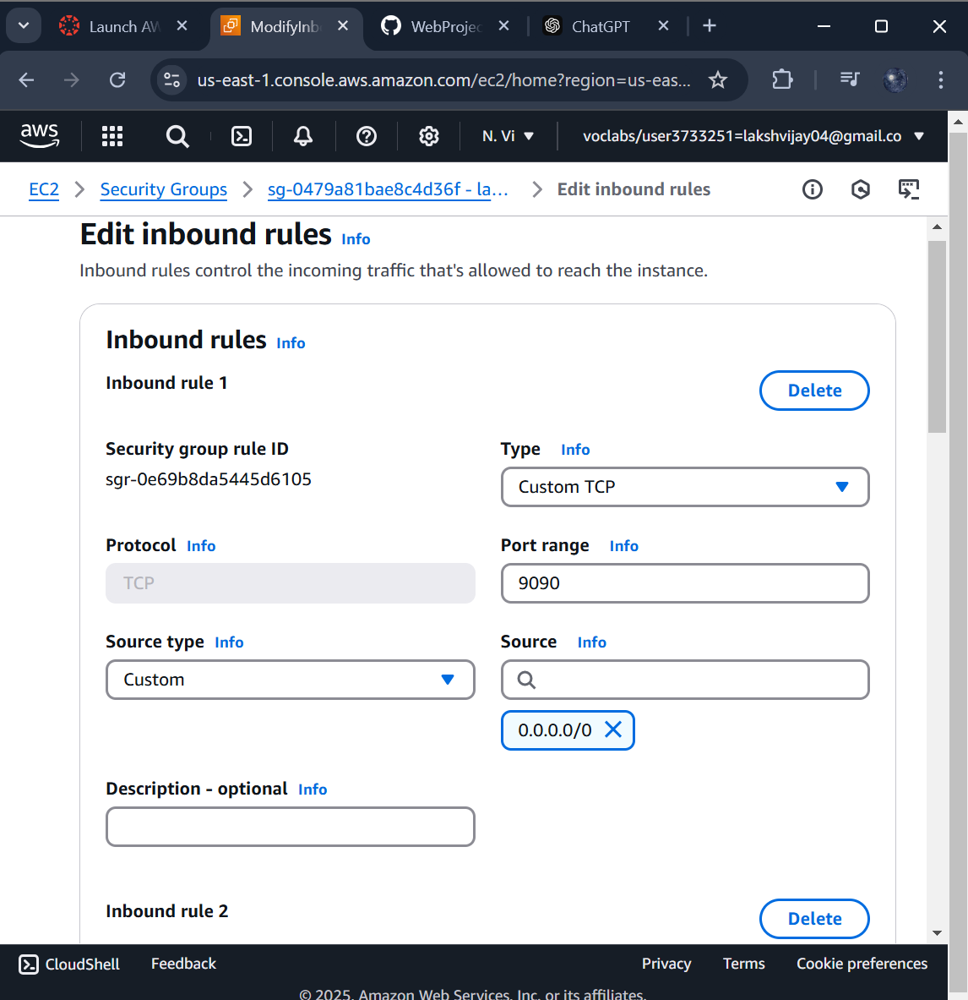 Launch AW
ModifyInb
WebProjec
ChatGPT
us-east-1.console.aws.amazon.com/ec2/home?region=us-eas...
aws
N. Vi
voclabs/user3733251=lakshvijay04@gmail.co
EC2
Security Groups
sg-0479a81bae8c4d36f - la...
Edit inbound rules
Edit inbound rules Info
Inbound rules control the incoming traffic that's allowed to reach the instance.
Inbound rules Info
Inbound rule 1
Delete
Security group rule ID
sgr-0e69b8da5445d6105
Type Info
Custom TCP
Protocol Info
TCP
Port range Info
9090
Source type Info
Custom
Source Info
0.0.0.0/0
Description - optional Info
Inbound rule 2
Delete
CloudShell
Feedback
Privacy
Terms
Cookie preferences
© 2025, Amazon Web Services, Inc. or its affiliates.